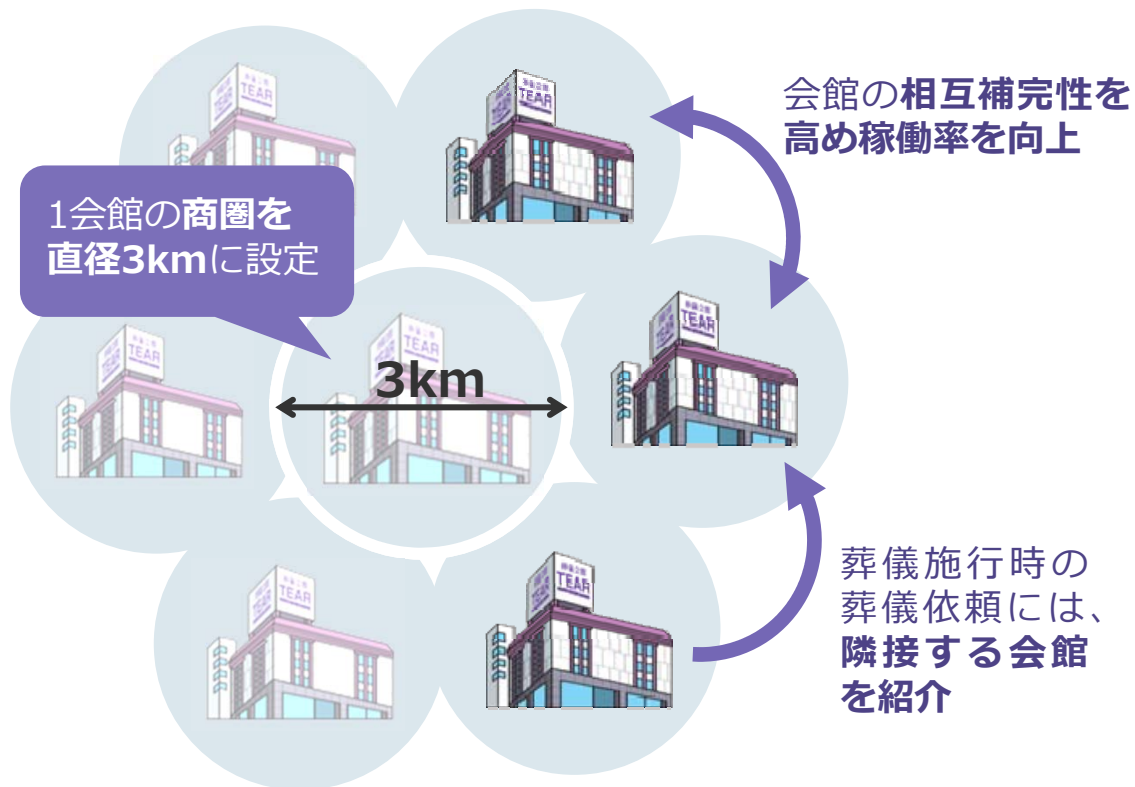 会館の相互補完性を
高め稼働率を向上
1会館の商圏を
直径3kmに設定
3km
葬儀施行時の
葬儀依頼には、
隣接する会館
を紹介
TEAR
TEAR
TEAR
TEAR
TEAR
TEAR
TEAR